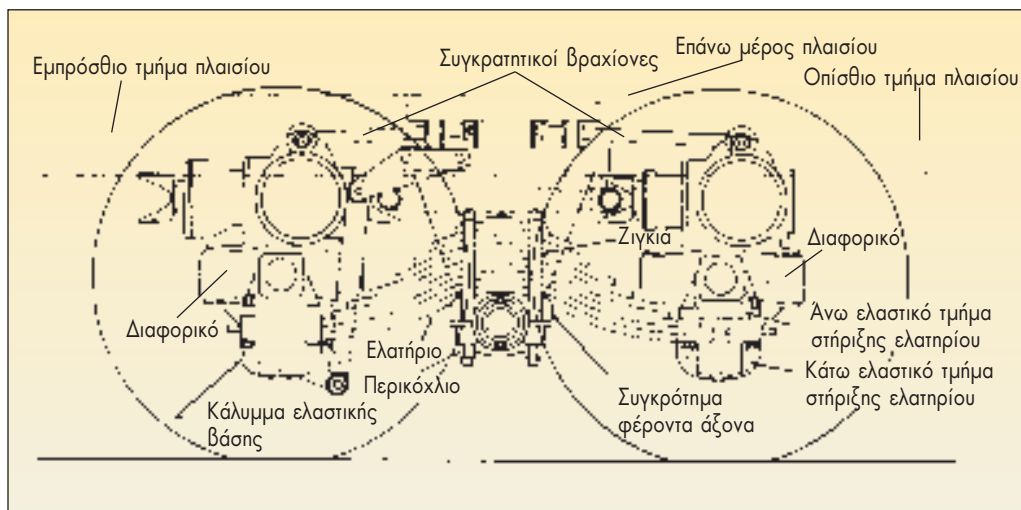 Επάνω μέρος πλαισίου
Συγκρατητικοί βραχίονες
Εμπρόσθιο τμήμα πλαισίου
Οπίσθιο τμήμα πλαισίου
Ζιγκιά
Διαφορικό
Διαφορικό
Άνω ελαστικό τμήμα
στήριξης ελατηρίου
Ελατήριο
Κάτω ελαστικό τμήμα
στήριξης ελατηρίου
Περικόχλιο
Συγκρότημα
φέροντα άξονα
Κάλυμμα ελαστικής
βάσης